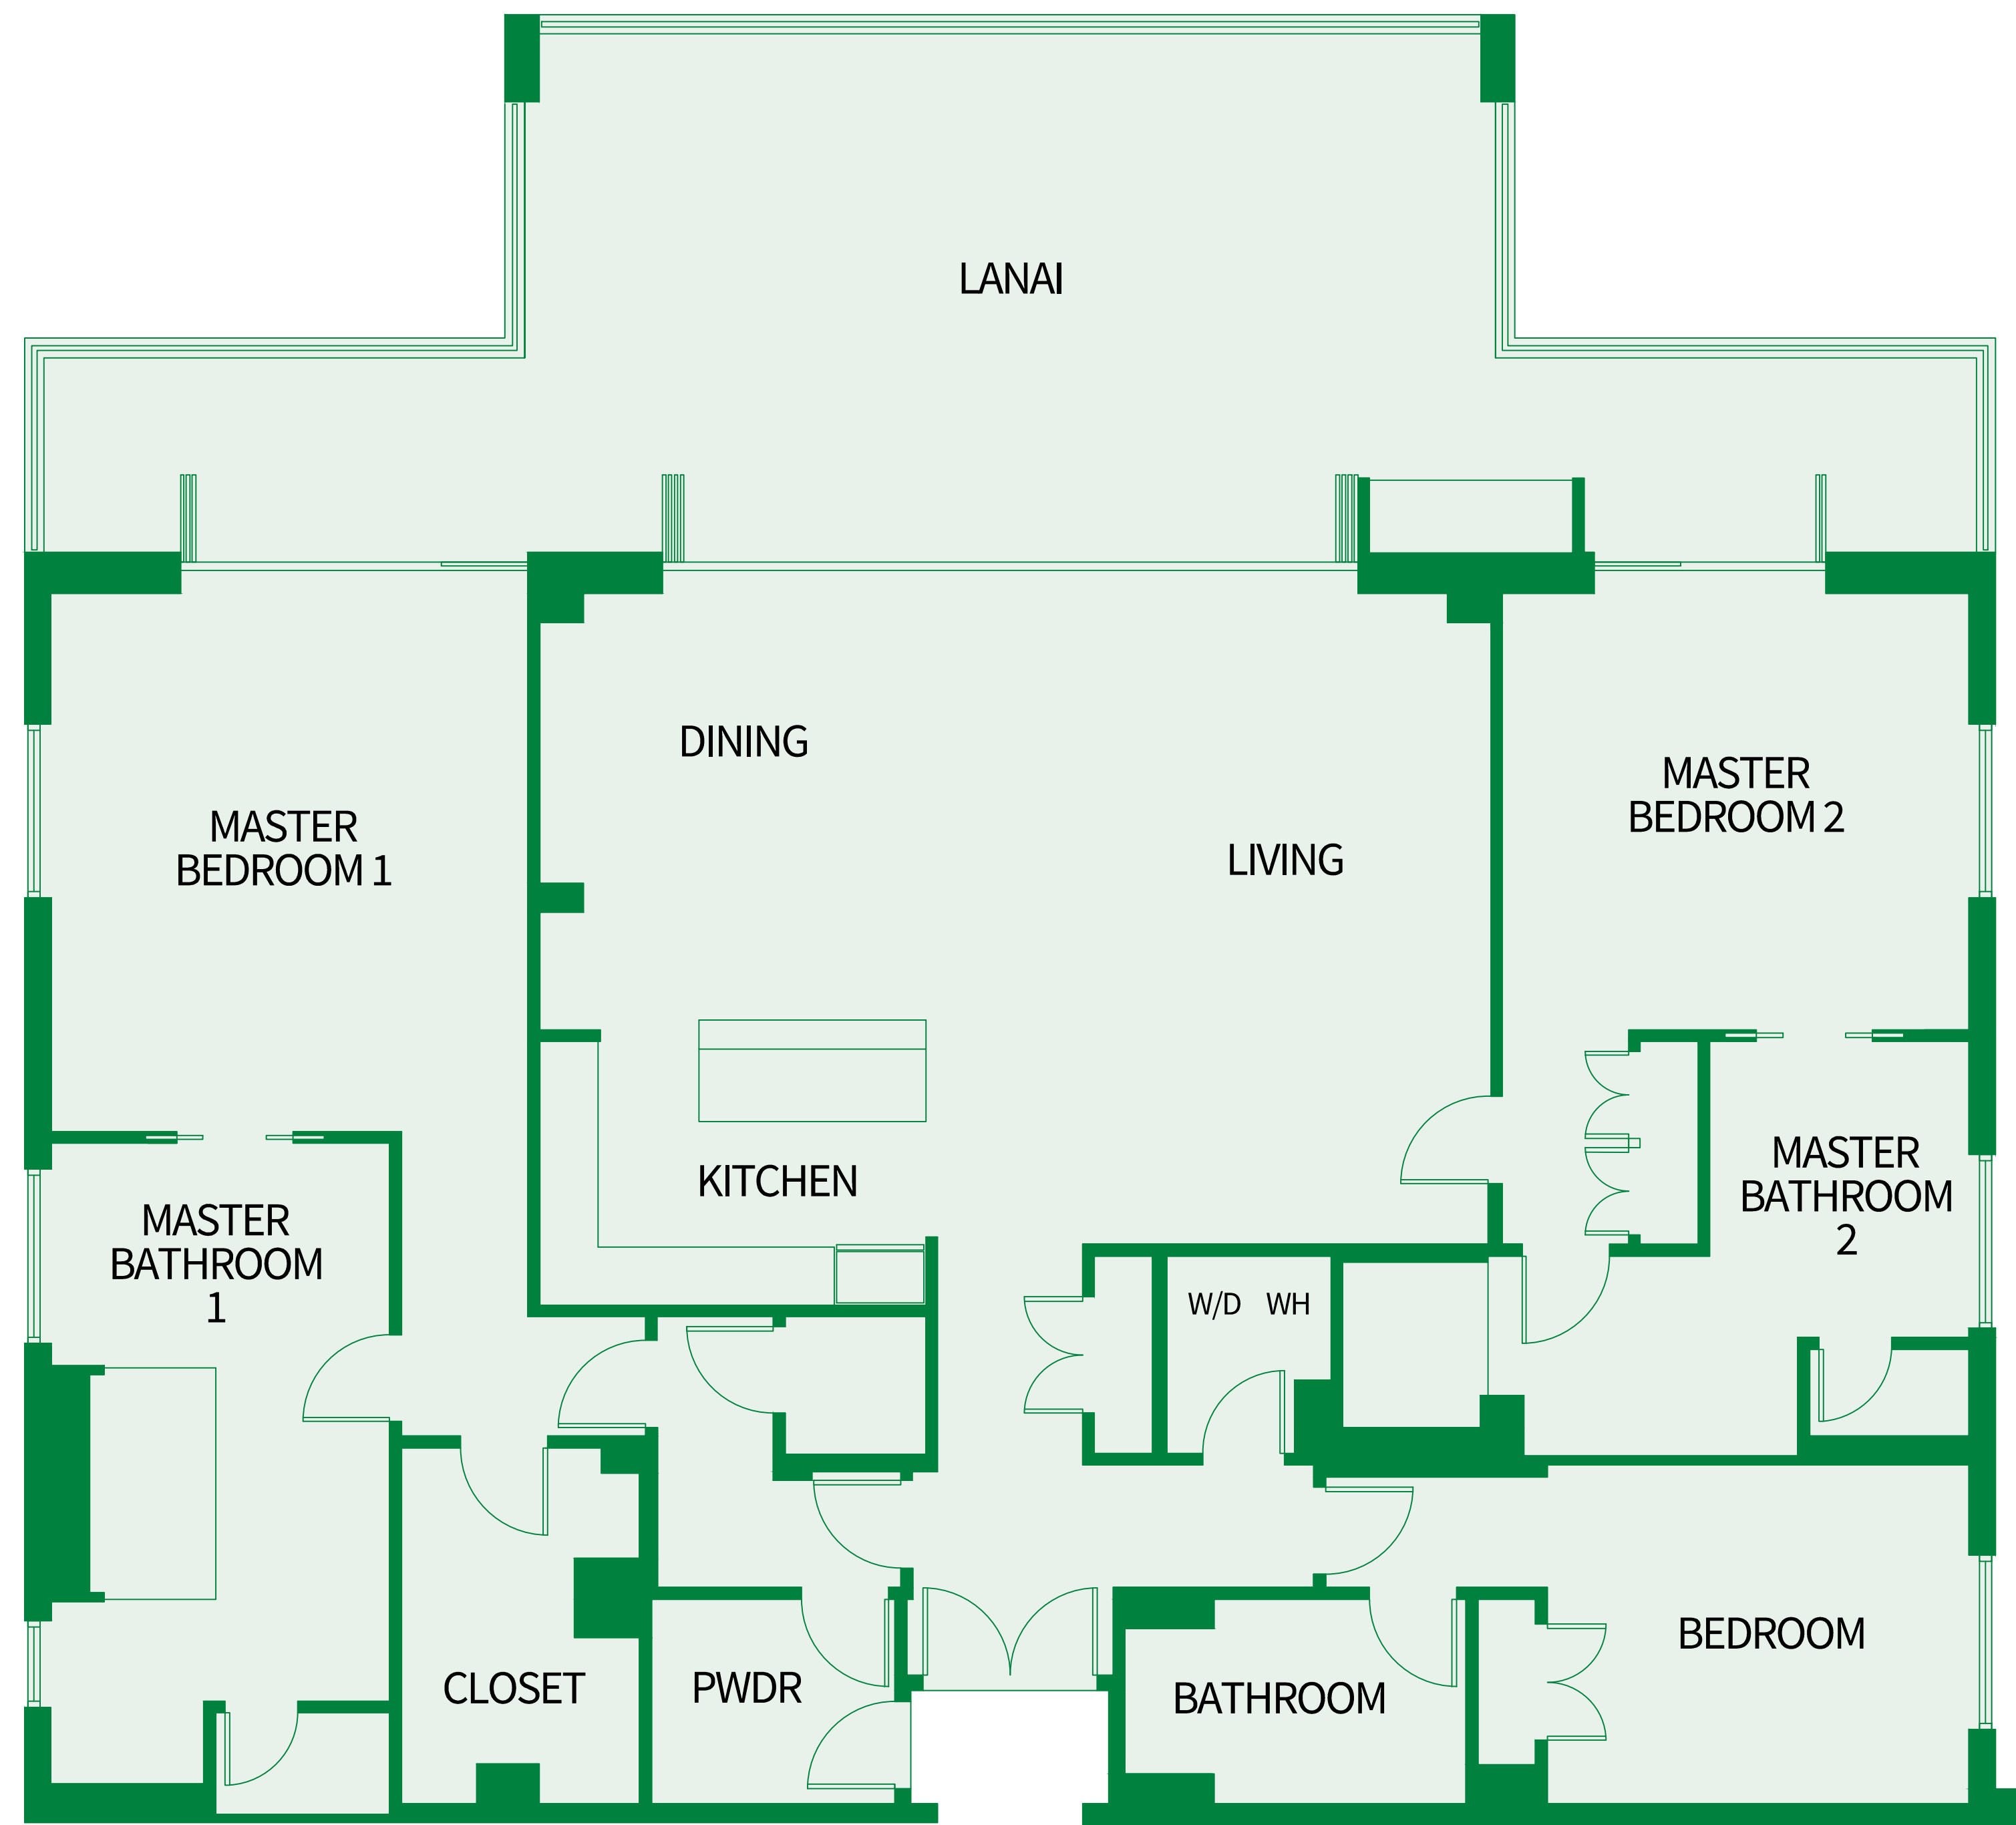 LANAI
DINING
MASTER
BEDROOM 2
MASTER
BEDROOM 1
LIVING
KITCHEN
MASTER
BATHROOM
2
MASTER
BATHROOM
1
W/D WH
BEDROOM
CLOSET
PWDR
BATHROOM